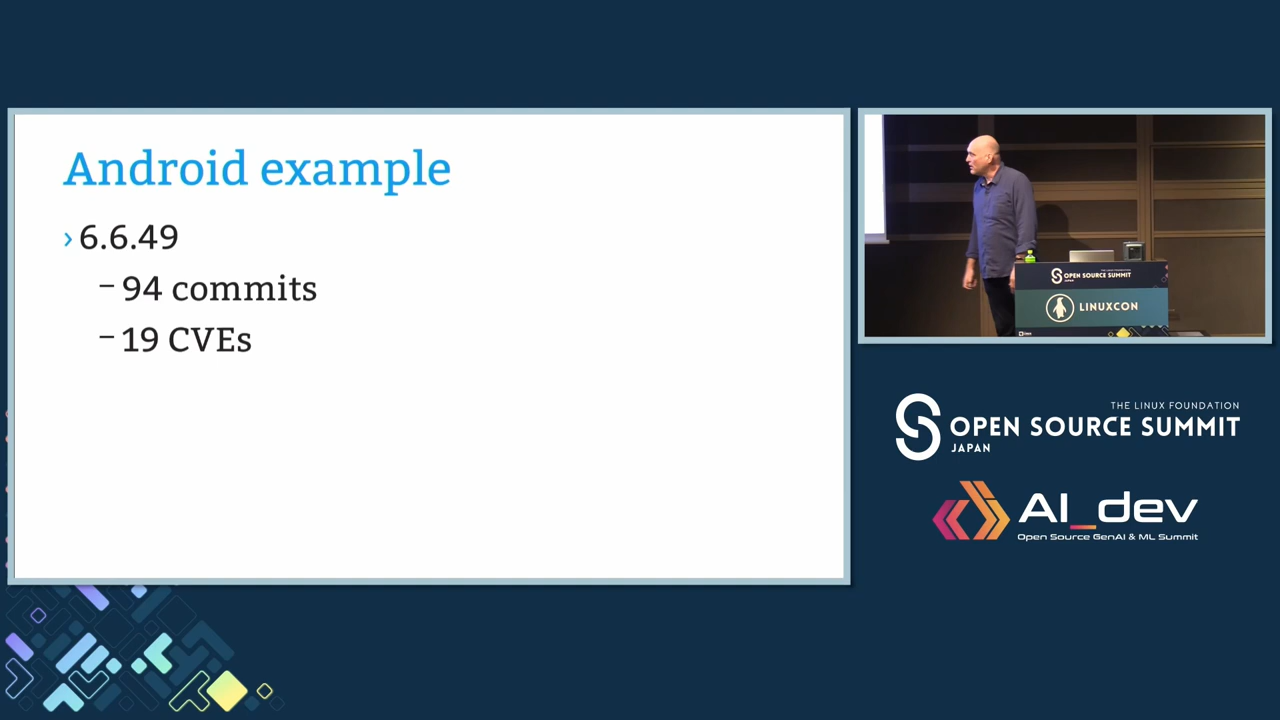 Android example
› 6.6.49
– 94 commits
– 19 CVEs
OPEN SOURCE SUMMIT
JAPAN
LINUXCON
THE LINUX FOUNDATION
OPEN SOURCE SUMMIT
JAPAN
AI_dev
Open Source GenAI & ML Summit